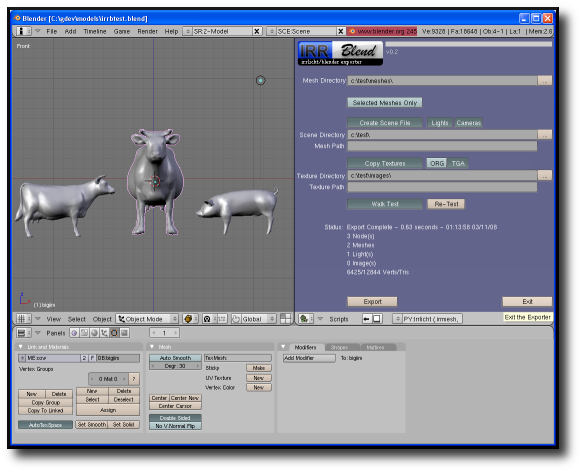 Blender [C:\gdev\models\irrbtest.blend]
File Add Timeline Game Render Help SR:2-Model SCE:Scene www.blender.org 245 Ve:9328 | Fa:18648 | Ob:4-1 | La:1 | Mem:2.6
Front
IRR Blend v0.2
irrlicht/blender exporter
Mesh Directory c:\test\meshes\ ...
Selected Meshes Only
Create Scene File Lights Cameras
Scene Directory c:\test\ ...
Mesh Path
Copy Textures ORG TGA
Texture Directory c:\test\images\ ...
Texture Path
Walk Test Re-Test
Status: Export Complete - 0.63 seconds - 01:13:58 03/11/08
3 Node(s)
2 Meshes
1 Light(s)
0 Image(s)
6425/12844 Verts/Tris
(1) bigim
Export Exit
View Select Object Object Mode Global
Scripts PY:Irrlicht (.irrmesh,
Exit the Exporter
Panels 1
Link and Materials
ME:cow 2 F OB:bigim
Vertex Groups
0 Mat 0 ?
New Delete New Delete
Copy Group Select Deselect
Copy To Linked Assign
AutoTexSpace Set Smooth Set Solid
Mesh
Auto Smooth TexMesh:
Degr: 30 Sticky Make
UV Texture New
Vertex Color New
Center Center New
Center Cursor
Double Sided
No V.Normal Flip
Modifiers Shapes Multires
Add Modifier To: bigim